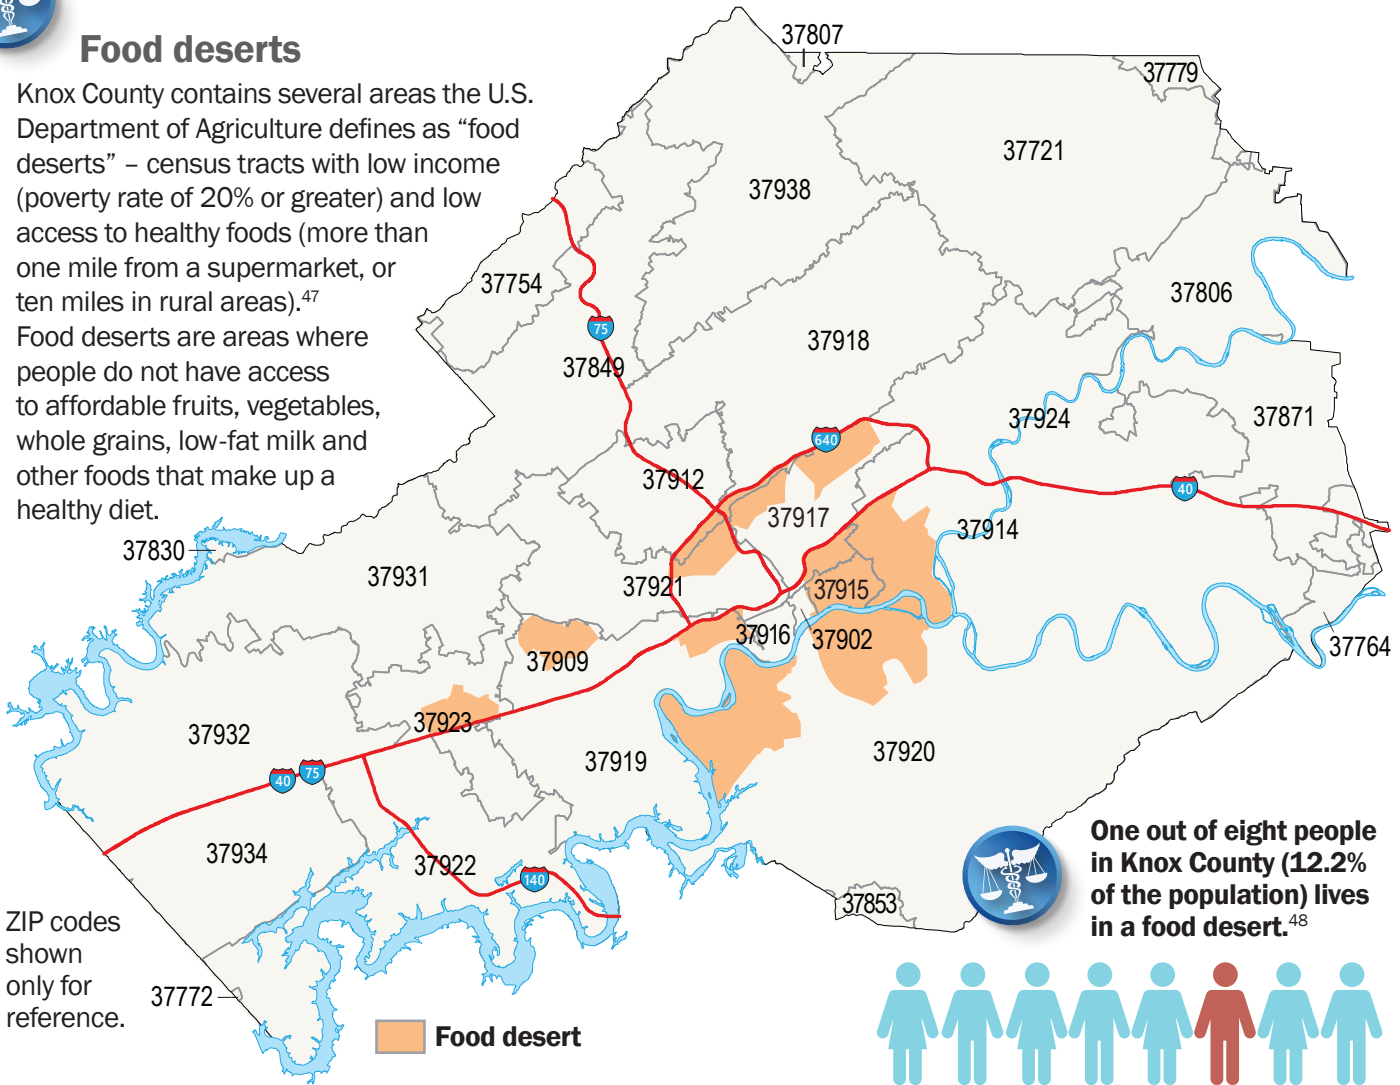 Food deserts
Knox County contains several areas the U.S.
Department of Agriculture defines as “food
deserts” – census tracts with low income
(poverty rate of 20% or greater) and low
access to healthy foods (more than
one mile from a supermarket, or
ten miles in rural areas).47
Food deserts are areas where
people do not have access
to affordable fruits, vegetables,
whole grains, low-fat milk and
other foods that make up a
healthy diet.
37807
37779
37721
37938
37754
37806
75
37918
37849
37924
37871
640
37912
40
37917
37914
37830
37931
37921
37915
37916
37902
37909
37764
37923
37932
37919
37920
40
75
37934
37922
140
37853
37772
ZIP codes
shown
only for
reference.
Food desert
One out of eight people
in Knox County (12.2%
of the population) lives
in a food desert.48